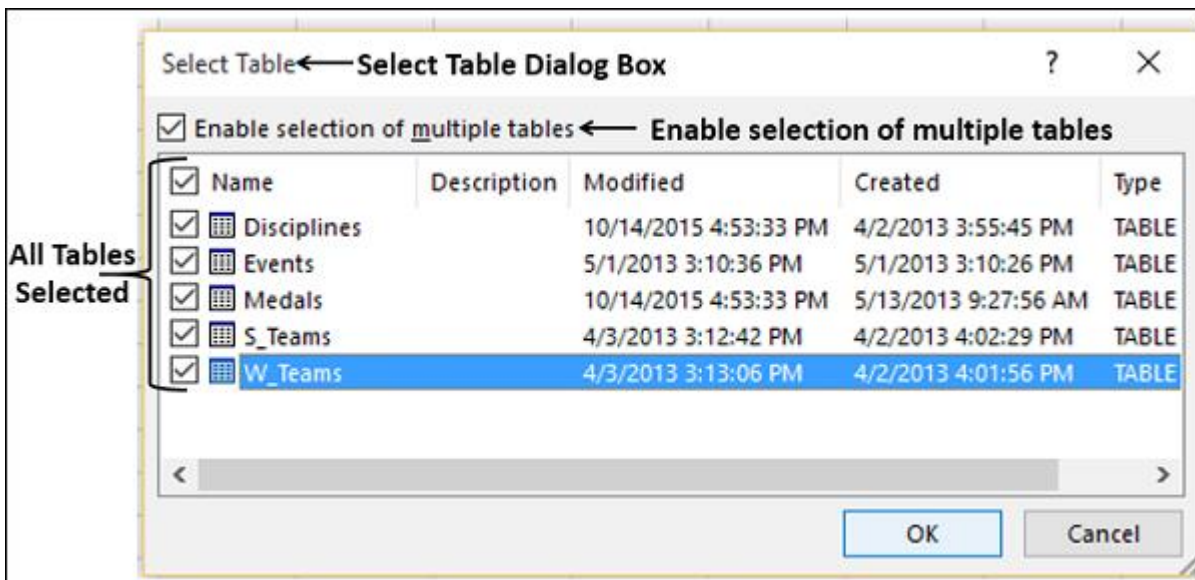 Select Table Select Table Dialog Box ?
Enable selection of multiple tables Enable selection of multiple tables
Name Description Modified Created Type
Disciplines 10/14/2015 4:53:33 PM 4/2/2013 3:55:45 PM TABLE
Events 5/1/2013 3:10:36 PM 5/1/2013 3:10:26 PM TABLE
All Tables
Selected
Medals 10/14/2015 4:53:33 PM 5/13/2013 9:27:56 AM TABLE
S_Teams 4/3/2013 3:12:42 PM 4/2/2013 4:02:29 PM TABLE
W_Teams 4/3/2013 3:13:06 PM 4/2/2013 4:01:56 PM TABLE
OK Cancel